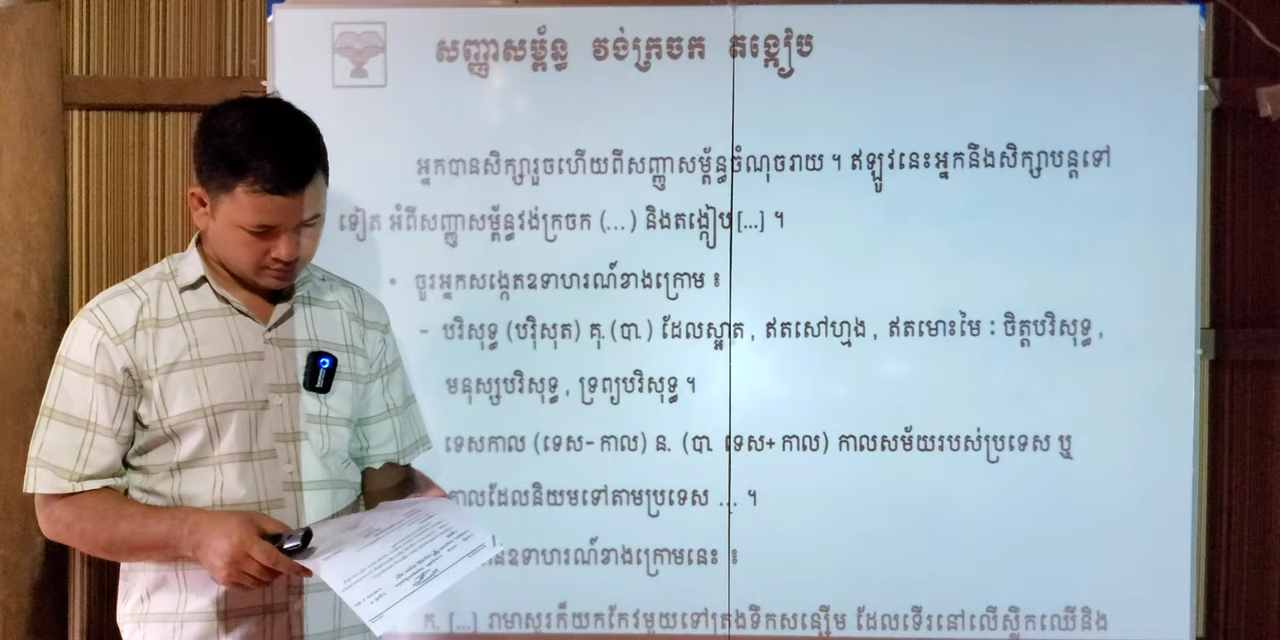 សញ្ញាសម្ព័ន្ធ វង់ក្រចក តង្កៀប
អ្នកបានសិក្សារួចហើយពីសញ្ញាសម្ព័ន្ធចំណុចរាយ ។ ឥឡូវនេះអ្នកនឹងសិក្សាបន្តទៅ
ទៀត អំពីសញ្ញាសម្ព័ន្ធវង់ក្រចក (...) និងតង្កៀប [...] ។
• ចូរអ្នកសង្កេតឧទាហរណ៍ខាងក្រោម ៖
- បរិសុទ្ធ (បរ៉ិសុត) គុ. (បា.) ដែលស្អាត , ឥតសៅហ្មង , ឥតមោះមៃ : ចិត្តបរិសុទ្ធ ,
មនុស្សបរិសុទ្ធ , ទ្រព្យបរិសុទ្ធ ។
ទេសកាល (ទេស-កាល) ន. (បា. ទេស+កាល) កាលសម័យរបស់ប្រទេស ឬ
កាលដែលនិយមទៅតាមប្រទេស ... ។
ឧទាហរណ៍ខាងក្រោមនេះ ៖
ក. [...] រាមាសូរក៏យកកែវមួយទៅត្រងទឹកសន្សើម ដែលទើរនៅលើស្លឹកឈើនិង